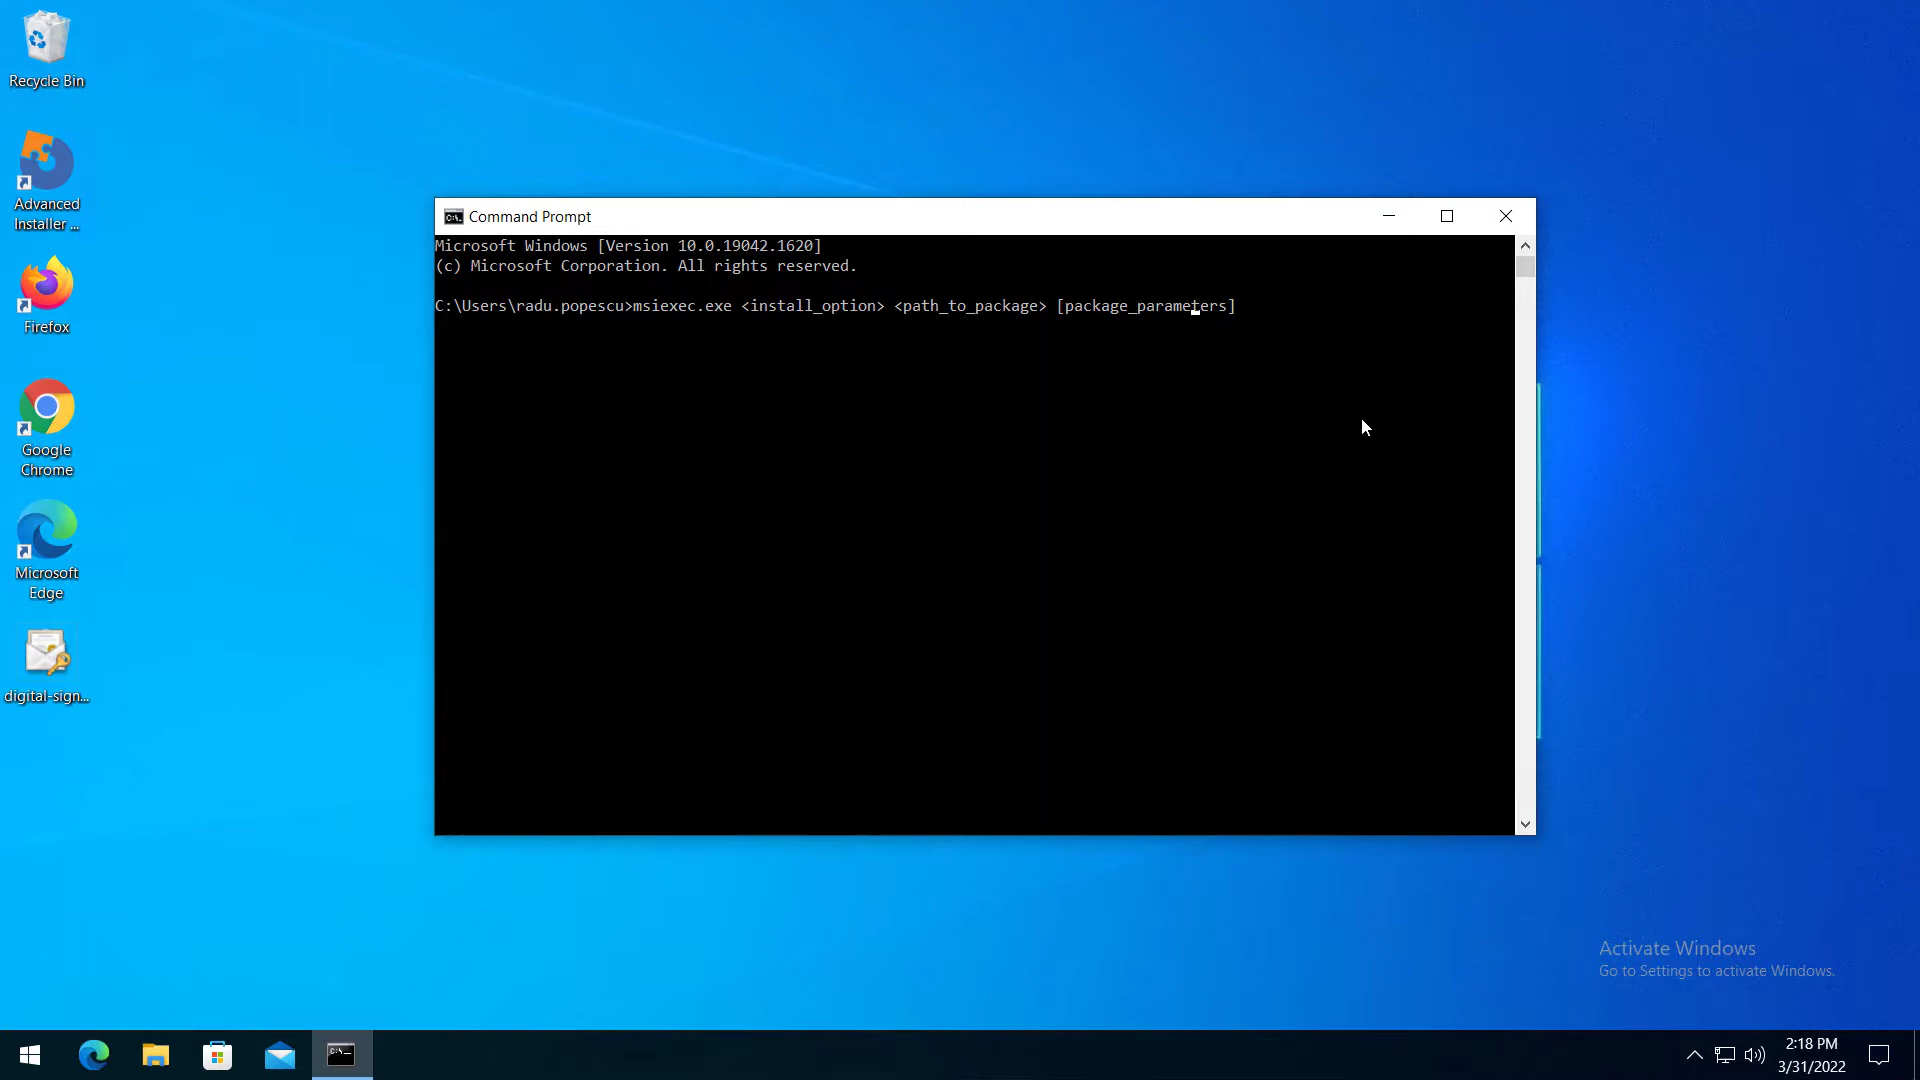 Recycle Bin
Advanced
Installer ...
Firefox
Google
Chrome
Microsoft
Edge
digital-sign...
Command Prompt
Microsoft Windows [Version 10.0.19042.1620]
(c) Microsoft Corporation. All rights reserved.
C:\Users\radu.popescu>msiexec.exe <install_option> <path_to_package> [package_parameters]
Activate Windows
Go to Settings to activate Windows.
2:18 PM
3/31/2022